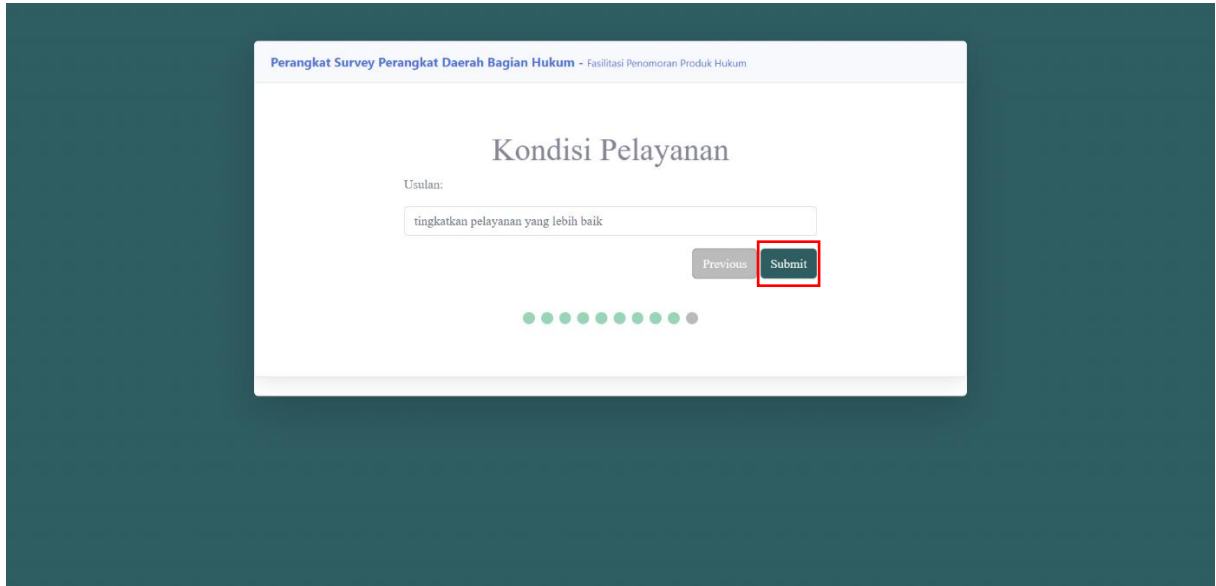 Perangkat Survey Perangkat Daerah Bagian Hukum - Fasilitasi Penomoran Produk Hukum
Kondisi Pelayanan
Usulan:
tingkatkan pelayanan yang lebih baik
Previous Submit